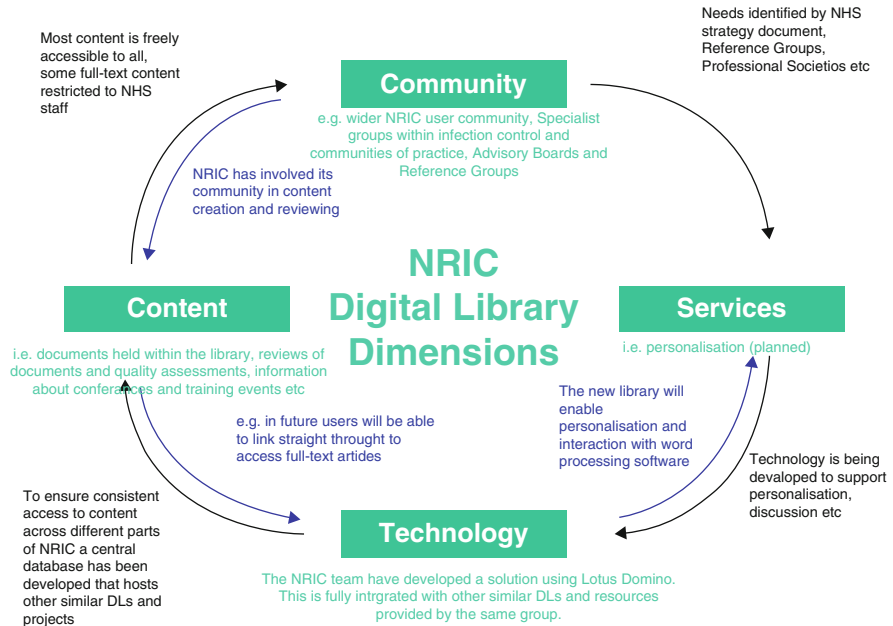 Most content is freely
accessible to all,
some full-text content
restricted to NHS
staff
Needs identified by NHS
strategy document,
Reference Groups,
Professional Societios etc
Community
e.g. wider NRIC user community, Specialist
groups within infection control and
communities of practice, Advisory Boards and
Reference Groups
NRIC has involved its
community in content
creation and reviewing
NRIC
Digital Library
Dimensions
Content
i.e. documents held within the library, reviews of
documents and quality assessments, information
about conferances and training events etc
Services
i.e. personalisation (planned)
e.g. in future users will be able
to link straight throught to
access full-text artides
The new library will
enable
personalisation and
interaction with word
processing software
Technology is being
devaloped to support
personalisation,
discussion etc
To ensure consistent
access to content
across different parts
of NRIC a central
database has been
developed that hosts
other similar DLs and
projects
Technology
The NRIC team have developed a solution using Lotus Domino.
This is fully intrgrated with other similar DLs and resources
provided by the same group.